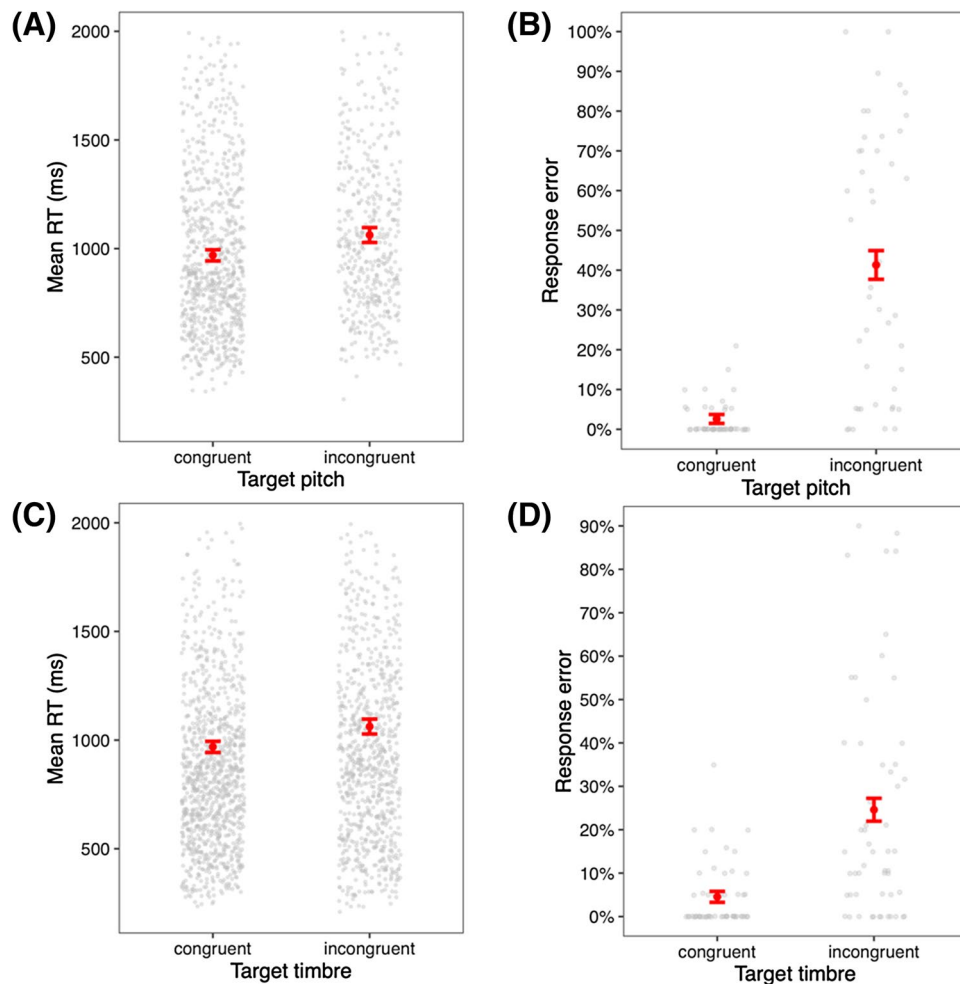 (A)
2000
1500
1000
500
Mean RT (ms)
congruent
incongruent
Target pitch
(B)
100%
90%
80%
70%
60%
50%
40%
30%
20%
10%
0%
Response error
congruent
incongruent
Target pitch
(C)
2000
1500
1000
500
Mean RT (ms)
congruent
incongruent
Target timbre
(D)
90%
80%
70%
60%
50%
40%
30%
20%
10%
0%
Response error
congruent
incongruent
Target timbre